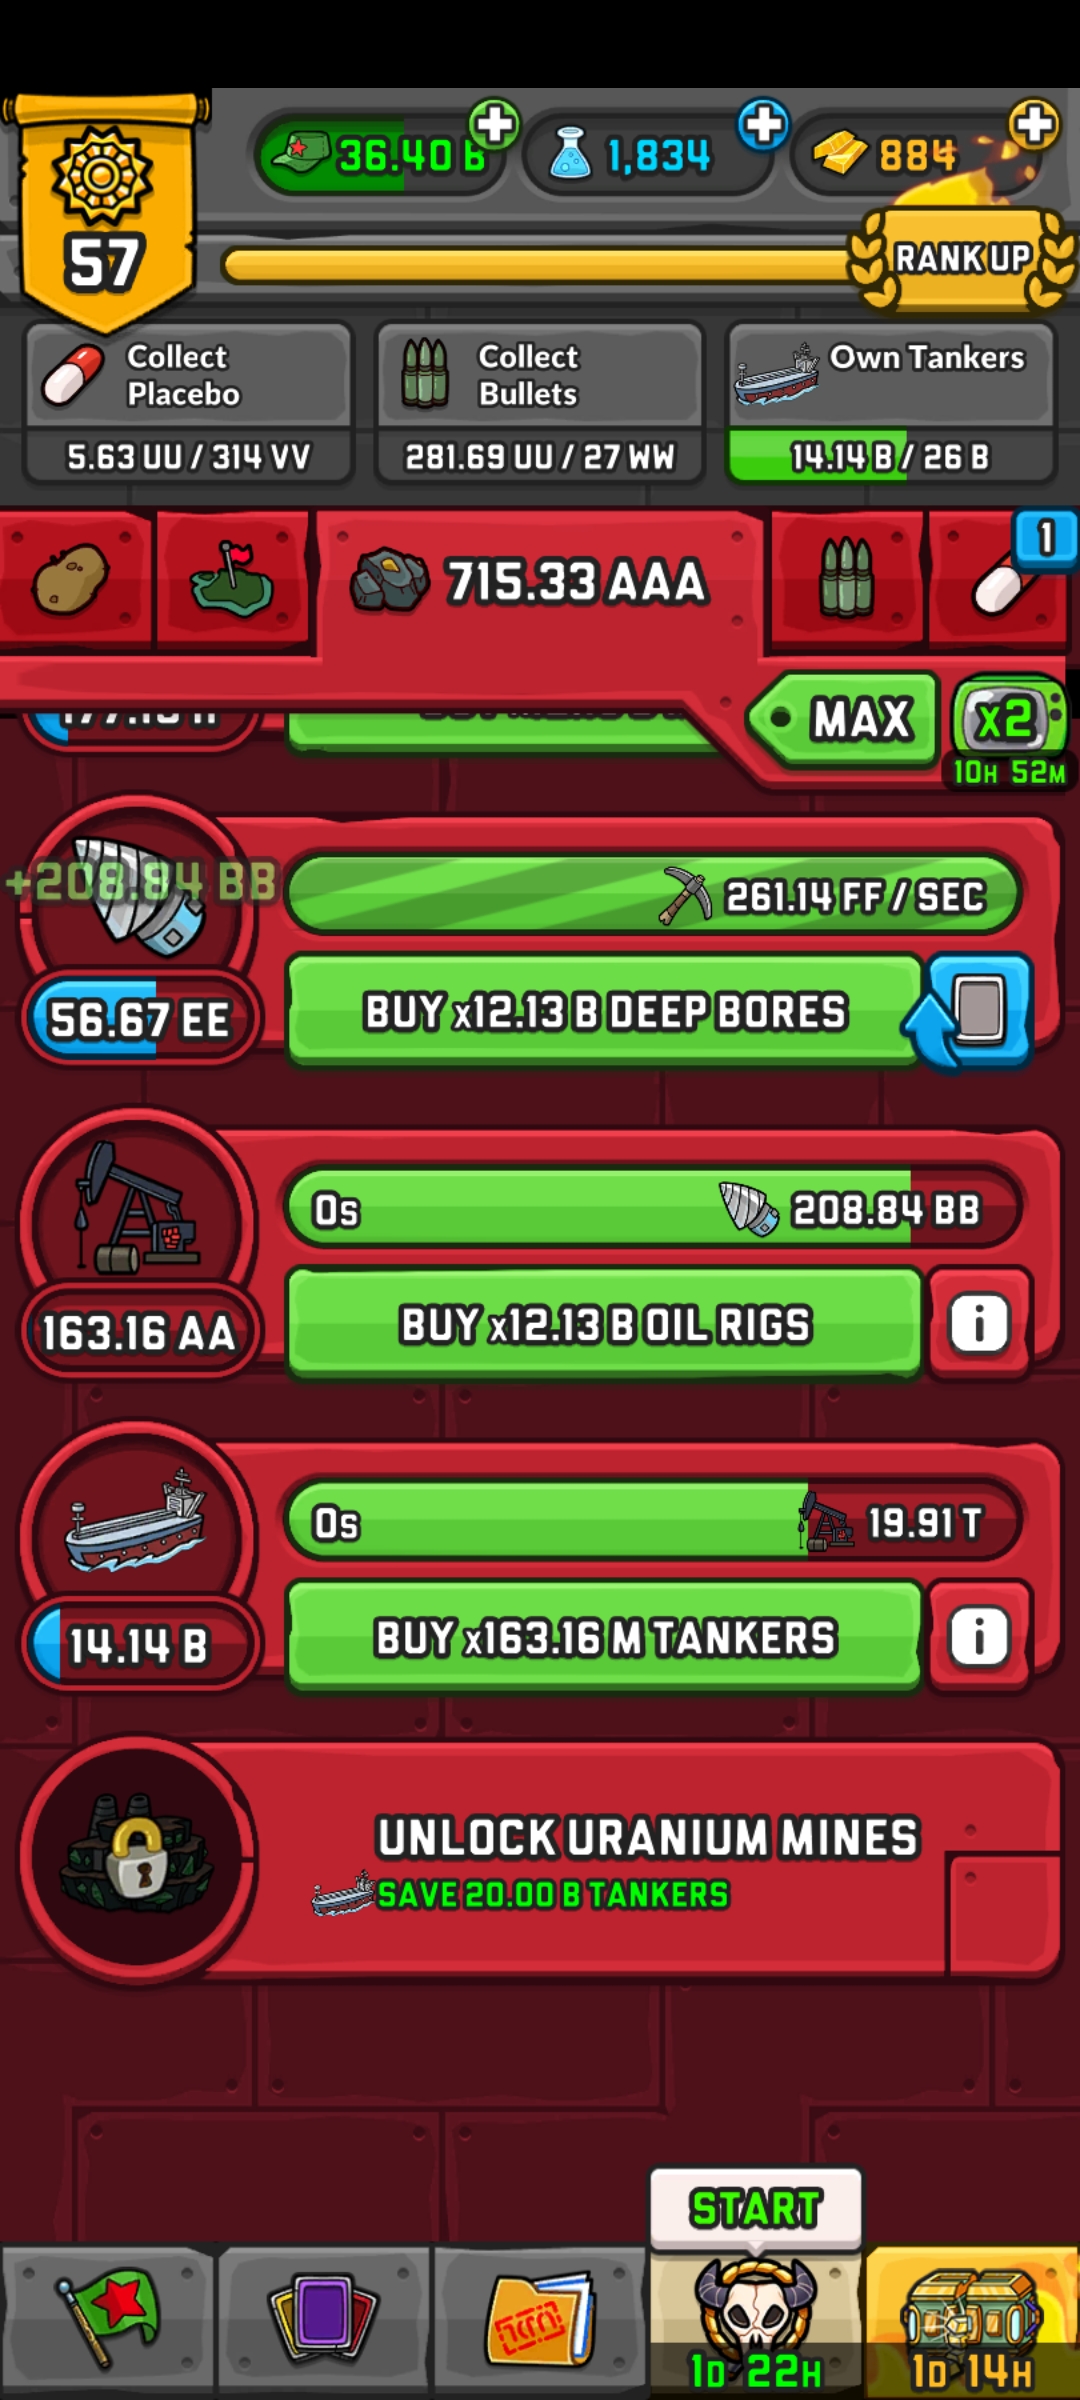 36.40 B
1,834
884
57
RANK UP
Collect
Placebo
5.63 UU / 314 VV
Collect
Bullets
281.69 UU / 27 WW
Own Tankers
14.14 B / 26 B
715.33 AAA
1
MAX
x2
10H 52M
+208.84 BB
261.14 FF / SEC
56.67 EE
BUY x12.13 B DEEP BORES
0s
208.84 BB
163.16 AA
BUY x12.13 B OIL RIGS
i
0s
19.91 T
14.14 B
BUY x163.16 M TANKERS
i
UNLOCK URANIUM MINES
SAVE 20.00 B TANKERS
START
1D 22H
1D 14H